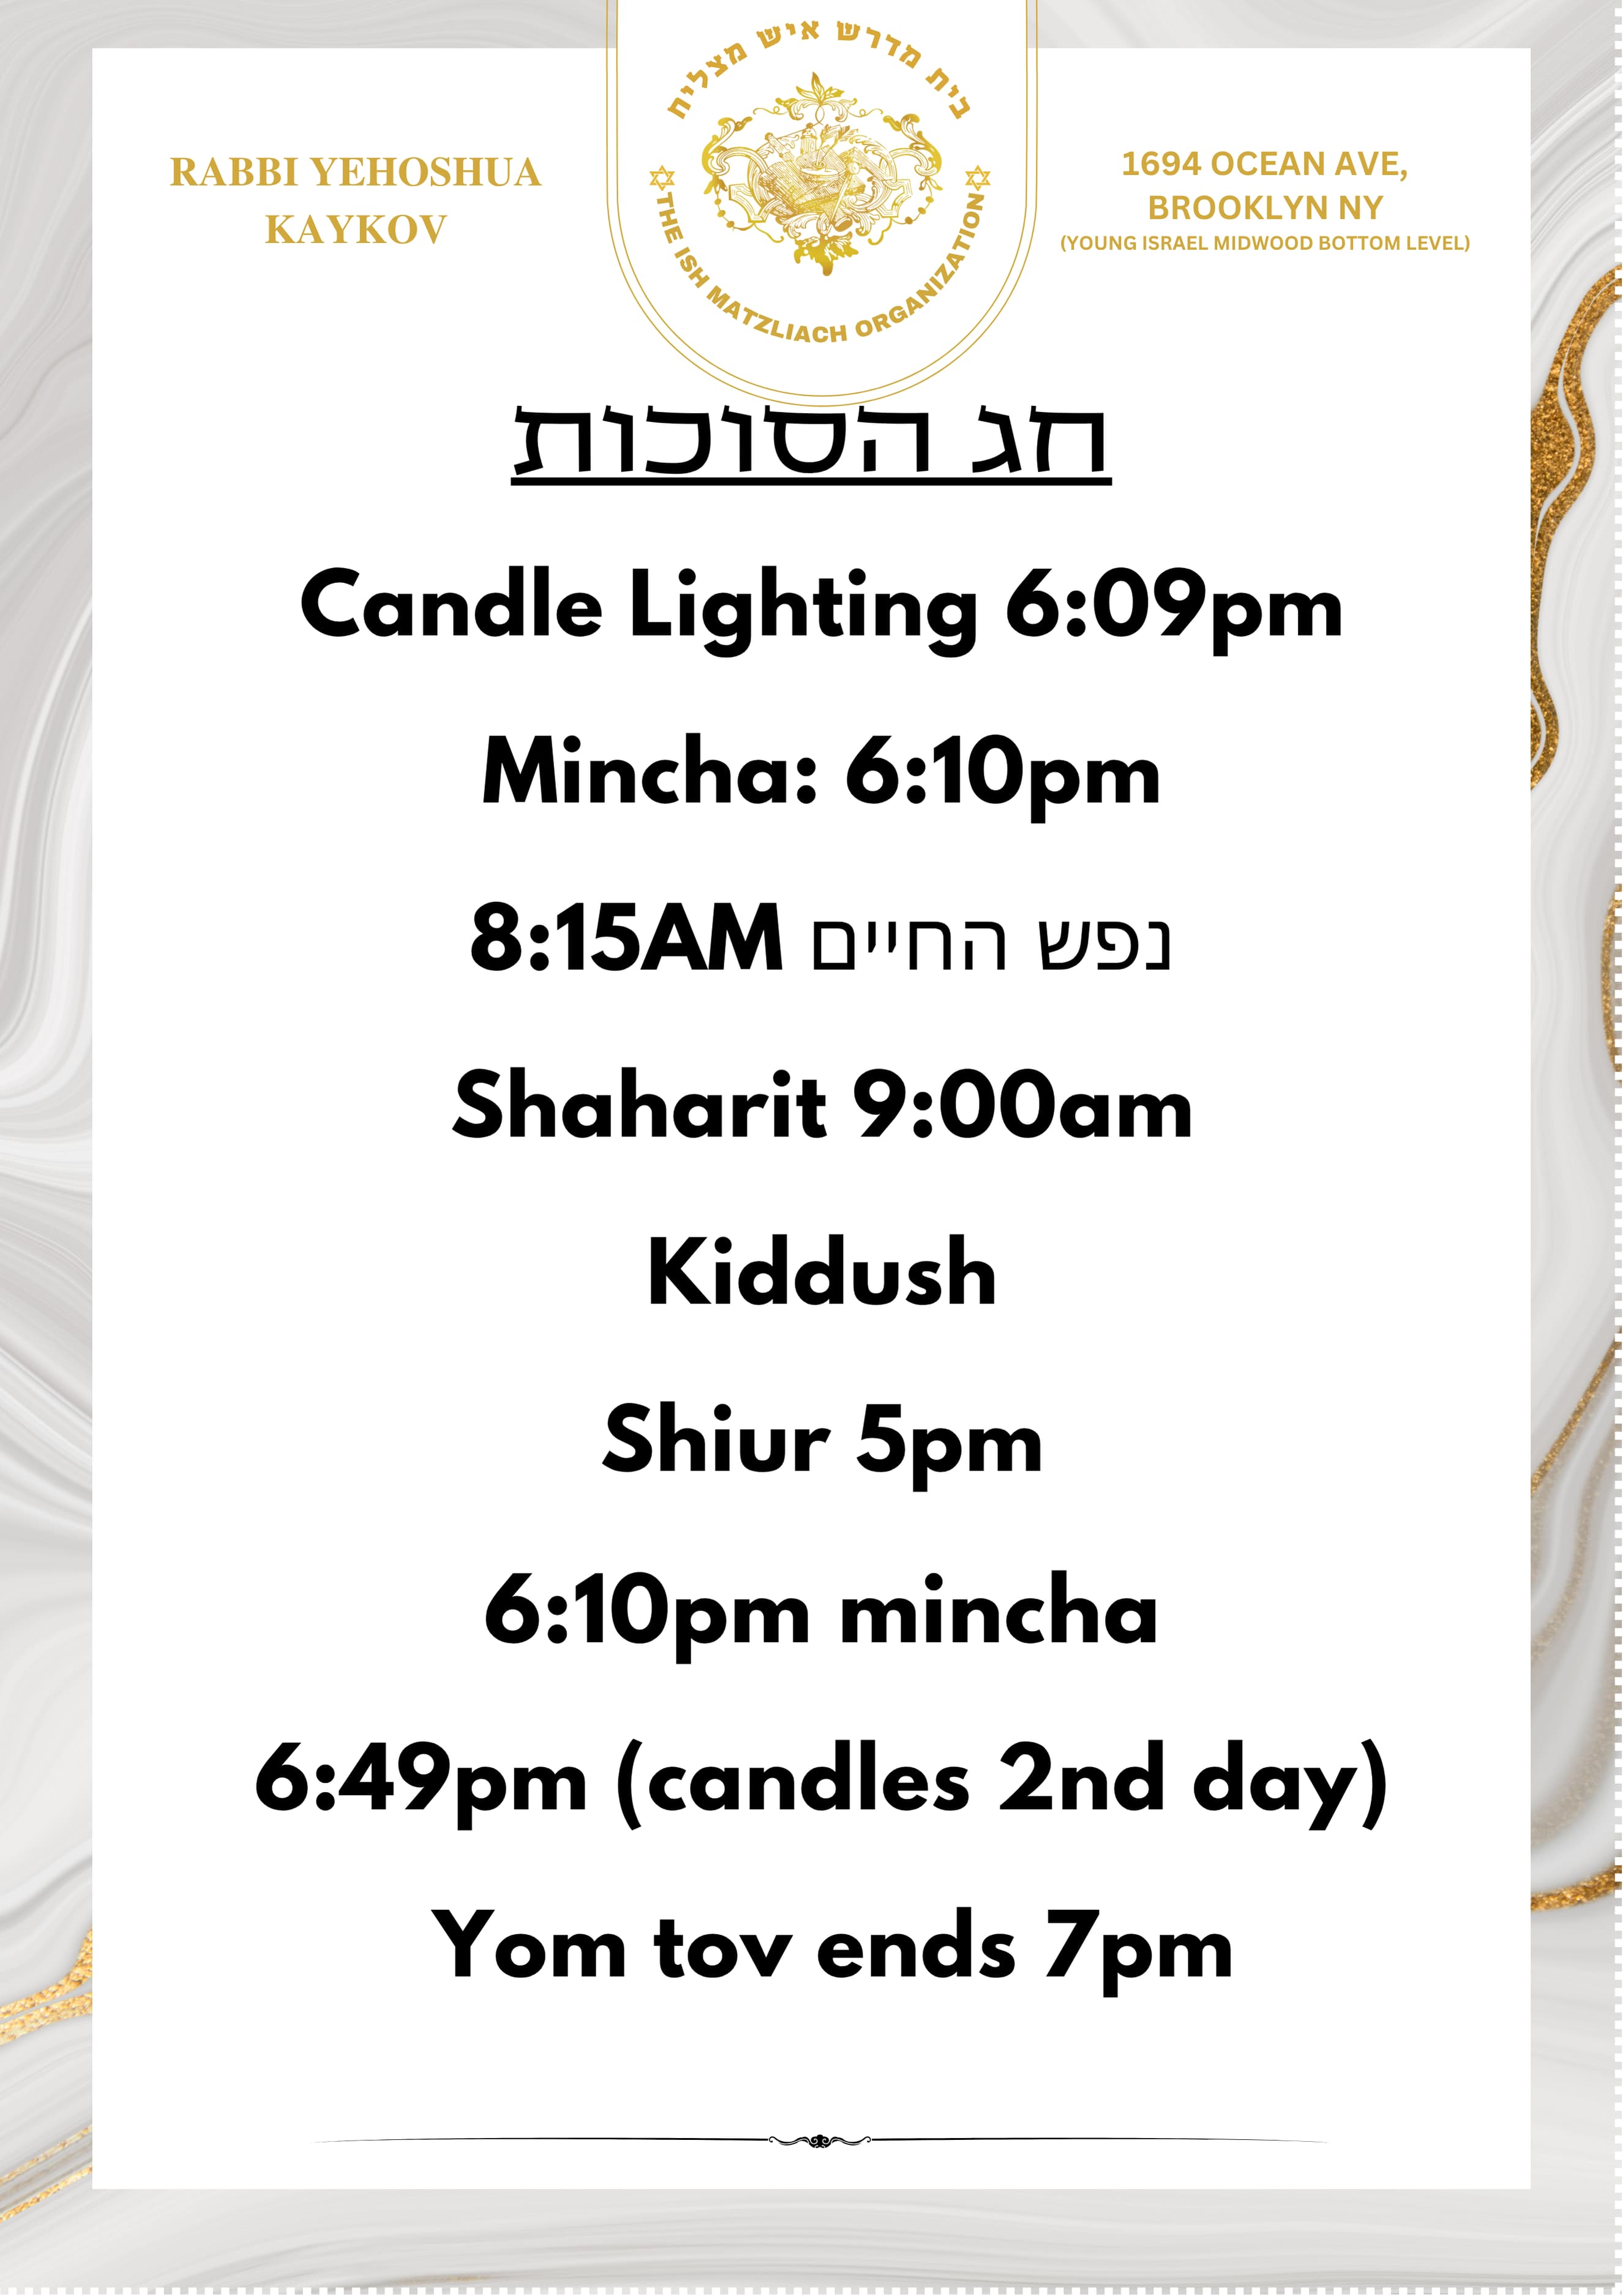 בית מדרש איש מצליח
THE ISH MATZLIACH ORGANIZATION
RABBI YEHOSHUA
KAYKOV
1694 OCEAN AVE,
BROOKLYN NY
(YOUNG ISRAEL MIDWOOD BOTTOM LEVEL)
חג הסוכות
Candle Lighting 6:09pm
Mincha: 6:10pm
8:15AM נפש החיים
Shaharit 9:00am
Kiddush
Shiur 5pm
6:10pm mincha
6:49pm (candles 2nd day)
Yom tov ends 7pm